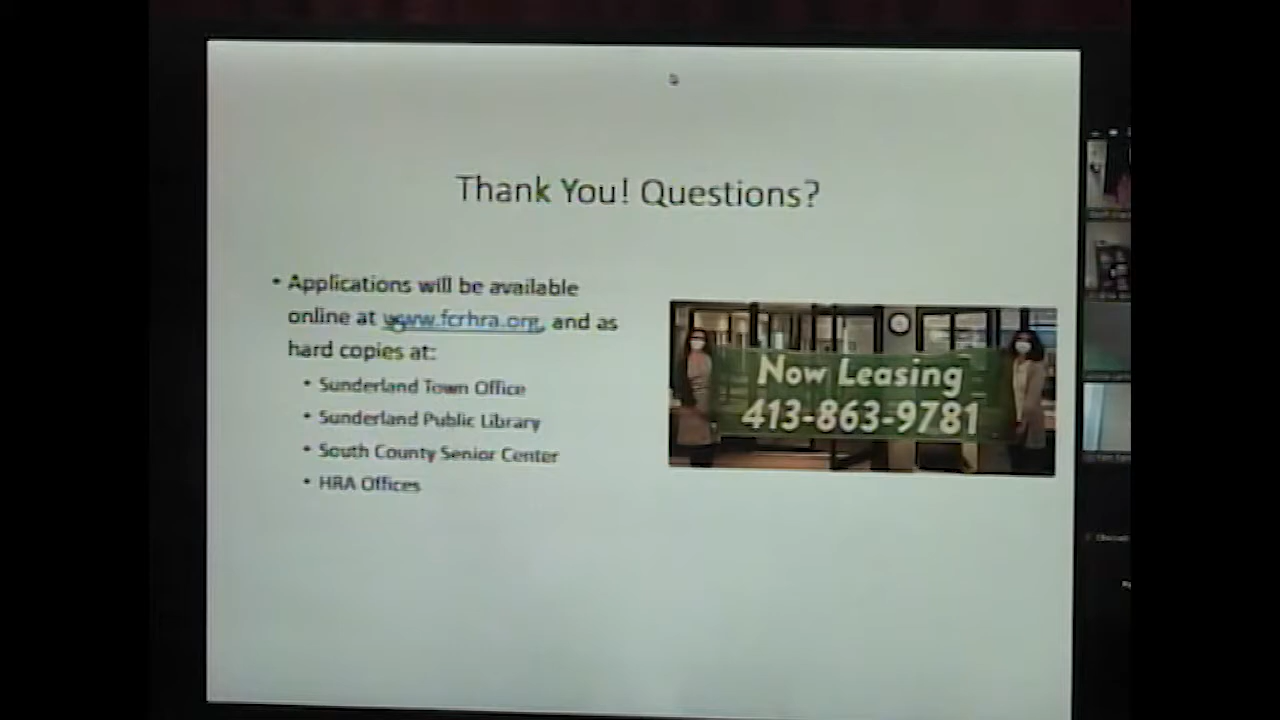 Thank You! Questions?
• Applications will be available
online at www.fcrhra.org, and as
hard copies at:
• Sunderland Town Office
• Sunderland Public Library
• South County Senior Center
• HRA Offices
Now Leasing
413-863-9781